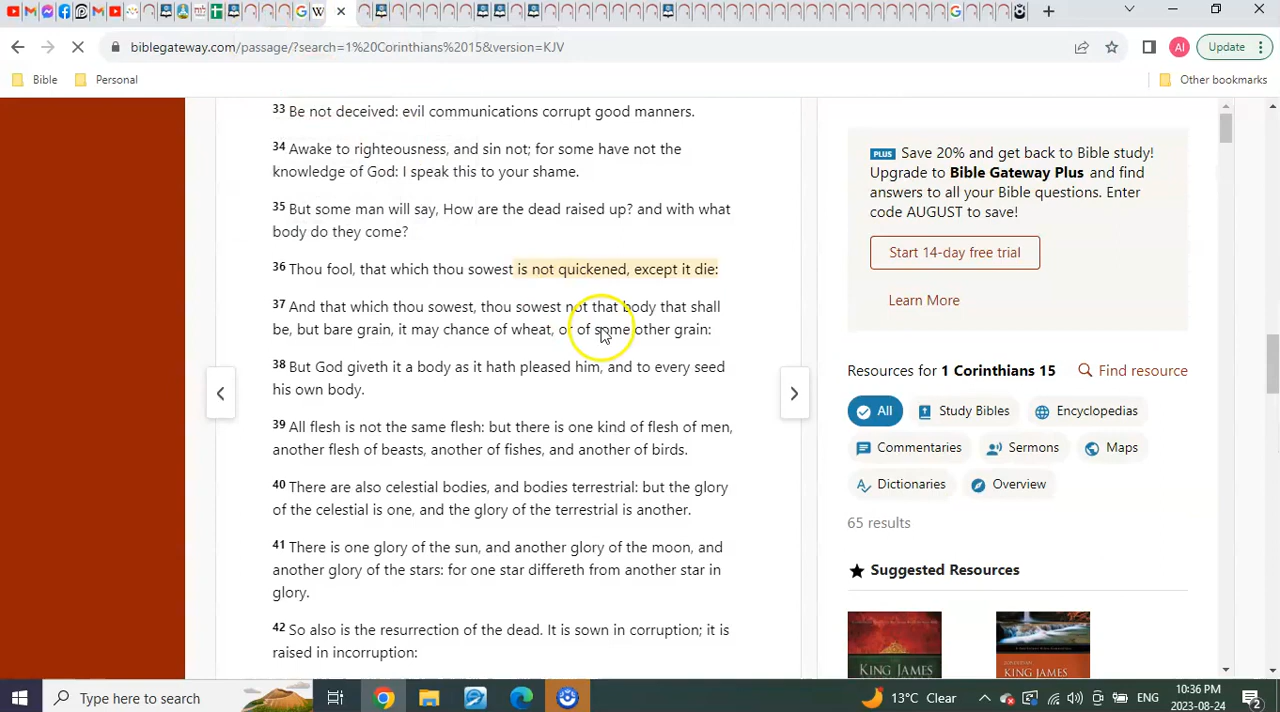 biblegateway.com/passage/?search=1%20Corinthians%2015&version=KJV
AI
Update
Bible
Personal
Other bookmarks
33 Be not deceived: evil communications corrupt good manners.
34 Awake to righteousness, and sin not; for some have not the
knowledge of God: I speak this to your shame.
35 But some man will say, How are the dead raised up? and with what
body do they come?
36 Thou fool, that which thou sowest is not quickened, except it die:
37 And that which thou sowest, thou sowest not that body that shall
be, but bare grain, it may chance of wheat, or of some other grain:
38 But God giveth it a body as it hath pleased him, and to every seed
his own body.
39 All flesh is not the same flesh: but there is one kind of flesh of men,
another flesh of beasts, another of fishes, and another of birds.
40 There are also celestial bodies, and bodies terrestrial: but the glory
of the celestial is one, and the glory of the terrestrial is another.
41 There is one glory of the sun, and another glory of the moon, and
another glory of the stars: for one star differeth from another star in
glory.
42 So also is the resurrection of the dead. It is sown in corruption; it is
raised in incorruption:
PLUS Save 20% and get back to Bible study!
Upgrade to Bible Gateway Plus and find
answers to all your Bible questions. Enter
code AUGUST to save!
Start 14-day free trial
Learn More
Resources for 1 Corinthians 15
Find resource
All
Study Bibles
Encyclopedias
Commentaries
Sermons
Maps
Dictionaries
Overview
65 results
Suggested Resources
KING JAMES
KING JAMES
Type here to search
13°C Clear
ENG
10:36 PM
2023-08-24
2